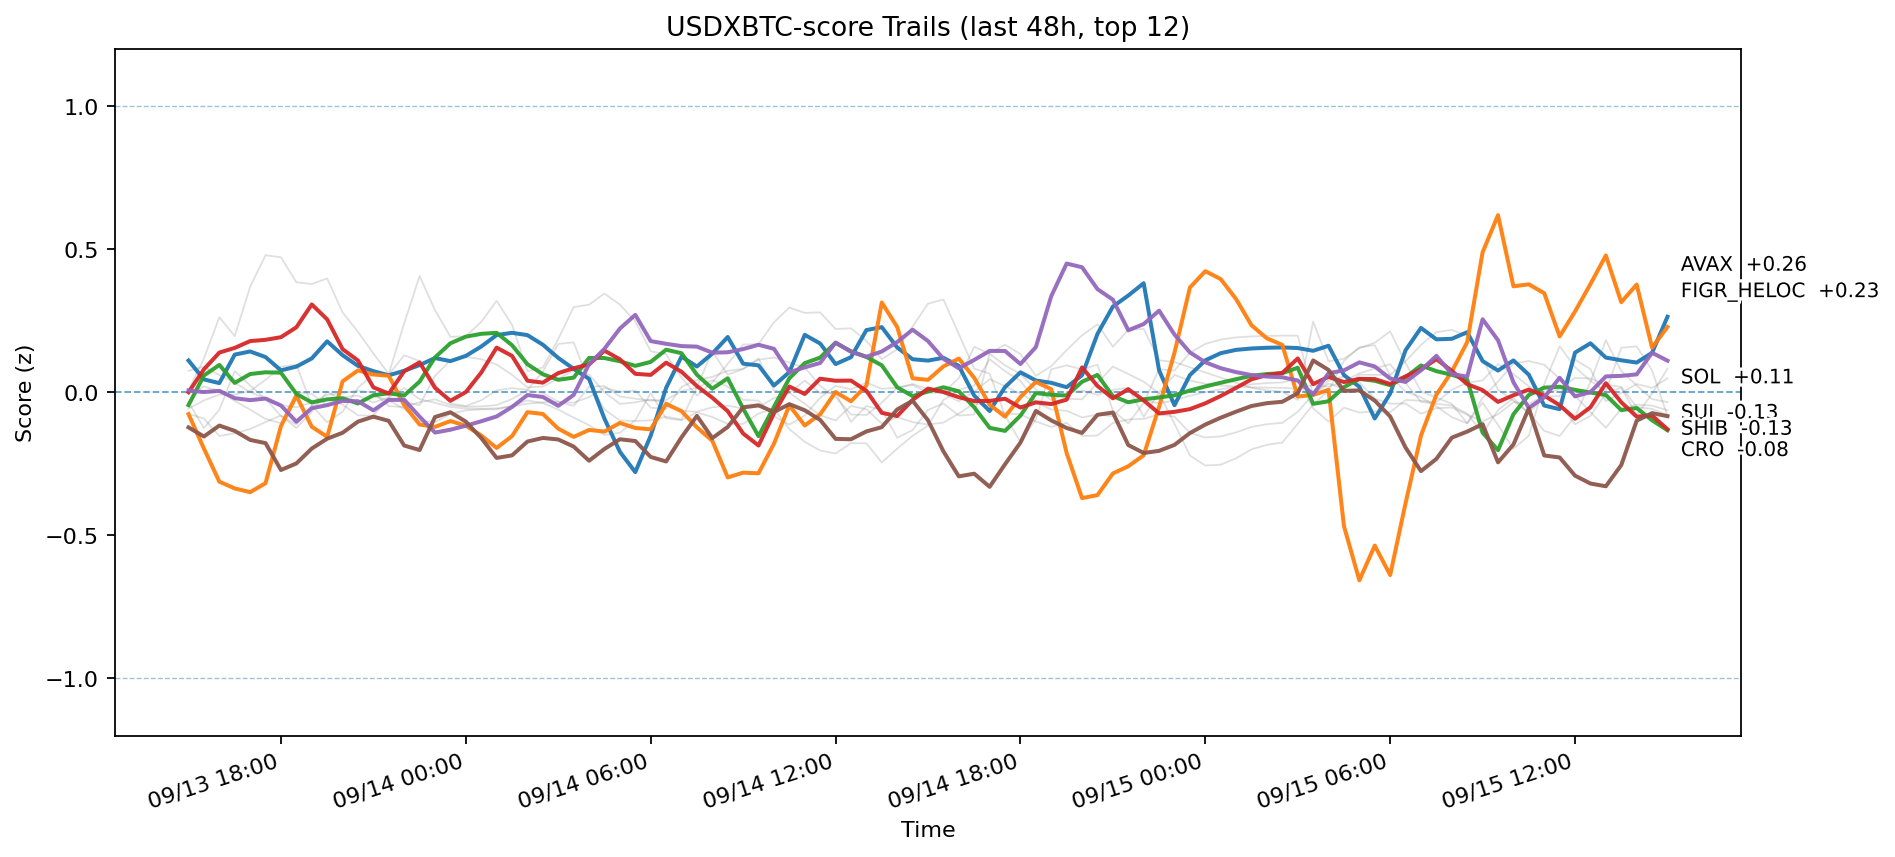 USDXBTC-score Trails (last 48h, top 12)
Score (z)
1.0
0.5
0.0
−0.5
−1.0
AVAX +0.26
FIGR_HELOC +0.23
SOL +0.11
SUI -0.13
SHIB -0.13
CRO -0.08
09/13 18:00
09/14 00:00
09/14 06:00
09/14 12:00
09/14 18:00
09/15 00:00
09/15 06:00
09/15 12:00
Time